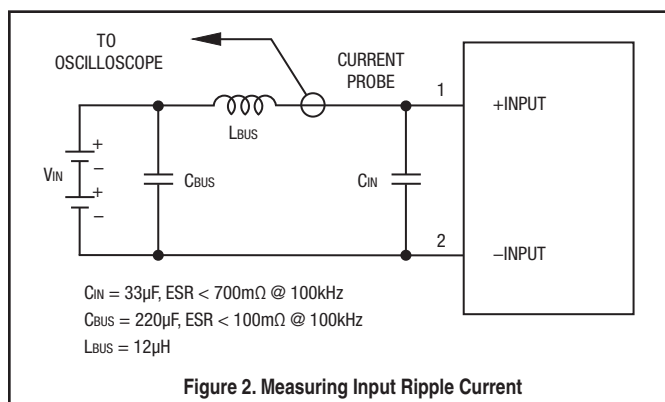 TO
OSCILLOSCOPE
CURRENT
PROBE
1
+INPUT
LBUS
+
VIN
–
+
–
CBUS
CIN
2
–INPUT
CIN = 33µF, ESR < 700mΩ @ 100kHz
CBUS = 220µF, ESR < 100mΩ @ 100kHz
LBUS = 12µH
Figure 2. Measuring Input Ripple Current